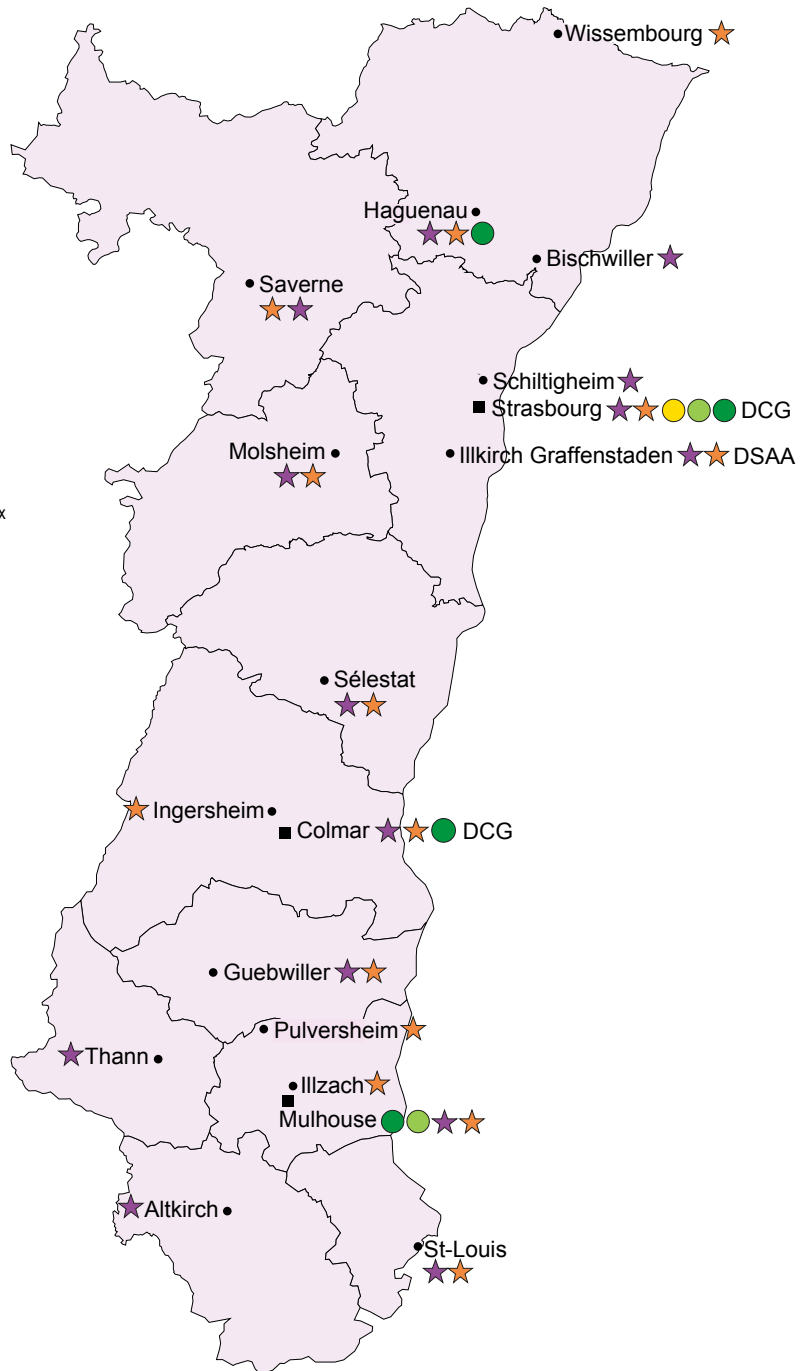 Wissembourg
Haguenau
Bischwiller
Saverne
Schiltigheim
Strasbourg DCG
Molsheim
Illkirch Graffenstaden DSAA
x
Sélestat
Ingersheim
Colmar DCG
Guebwiller
Pulversheim
Thann
Illzach
Mulhouse
Altkirch
St-Louis